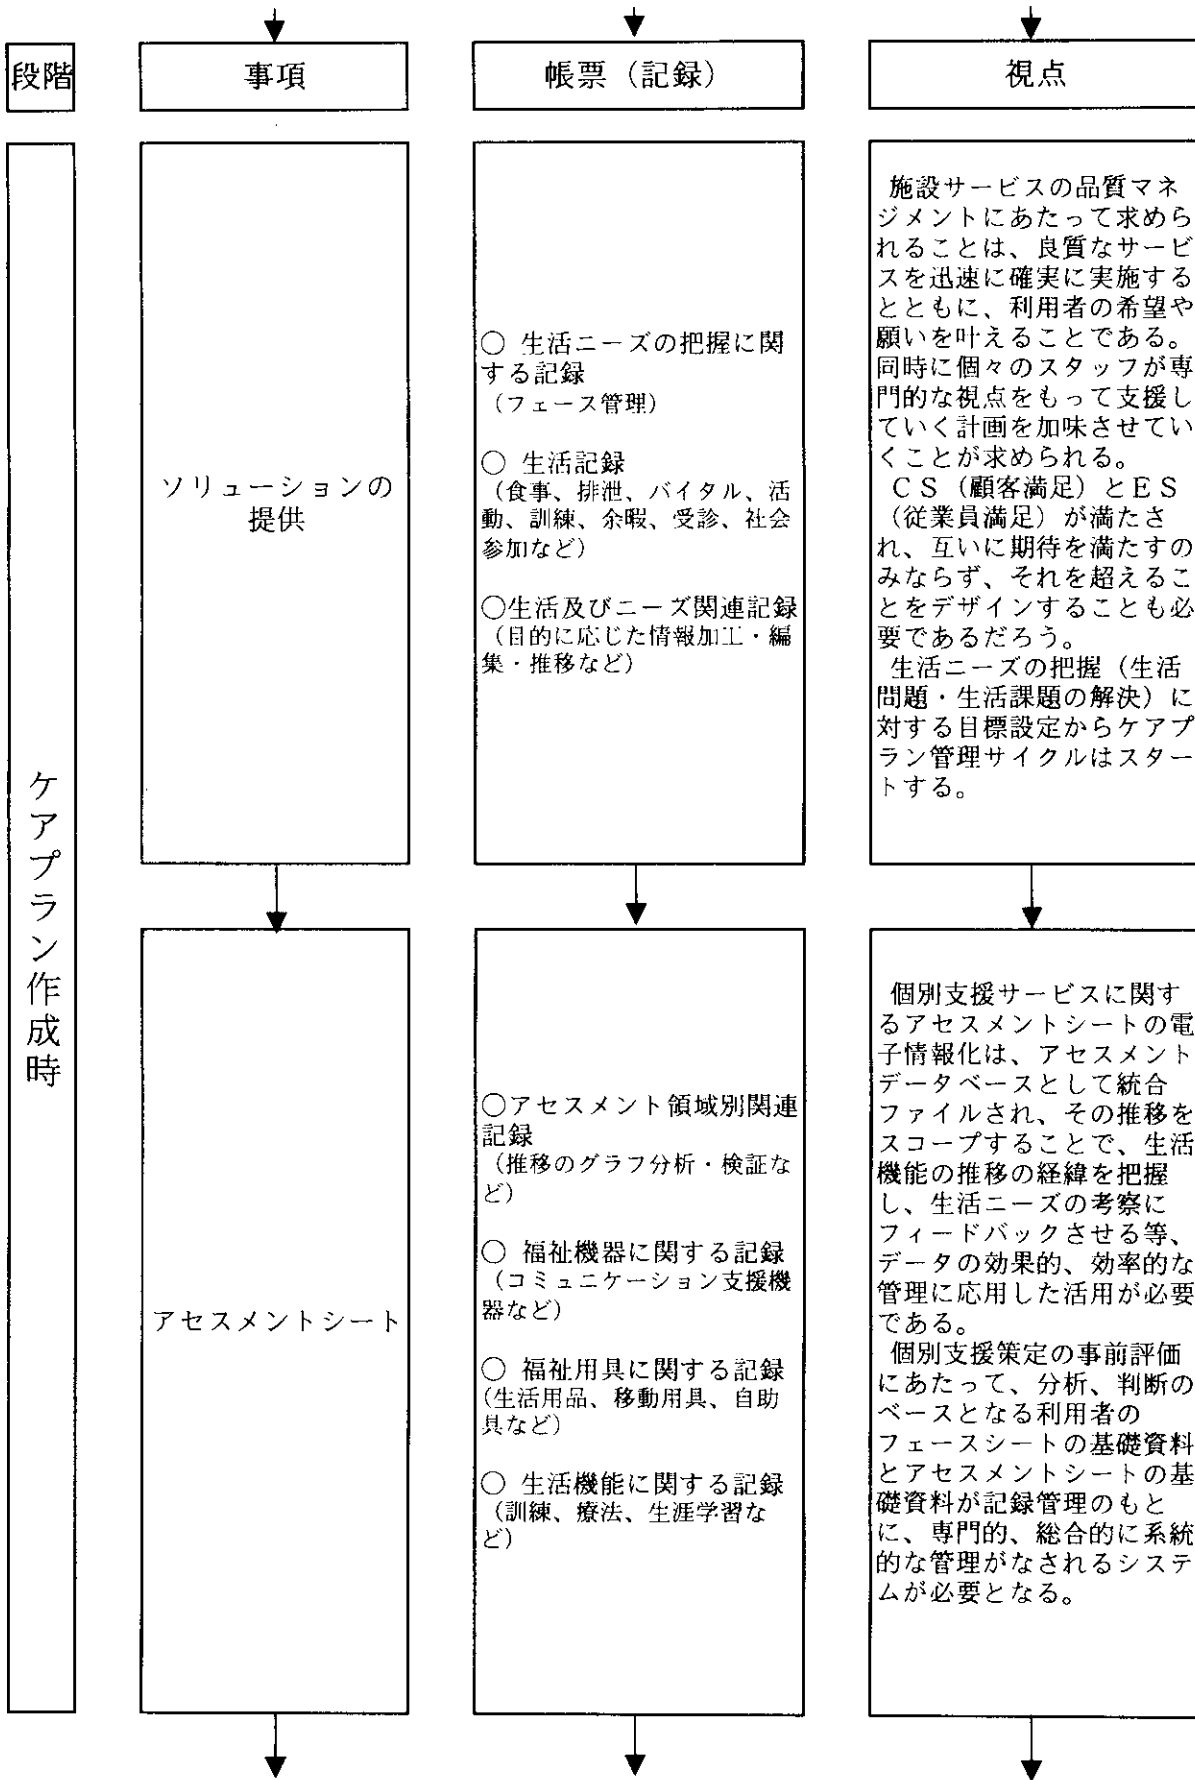 段階
事項
帳票（記録）
視点
ケアプラン作成時
ソリューションの
提供
○ 生活ニーズの把握に関
する記録
（フェース管理）
○ 生活記録
（食事、排泄、バイタル、活
動、訓練、余暇、受診、社会
参加など）
○生活及びニーズ関連記録
（目的に応じた情報加工・編
集・推移など）
施設サービスの品質マネ
ジメントにあたって求めら
れることは、良質なサービ
スを迅速に確実に実施する
とともに、利用者の希望や
願いを叶えることである。
同時に個々のスタッフが専
門的な視点をもって支援し
ていく計画を加味させてい
くことが求められる。
ＣＳ（顧客満足）とＥＳ
（従業員満足）が満たさ
れ、互いに期待を満たすの
みならず、それを超えるこ
とをデザインすることも必
要であるだろう。
生活ニーズの把握（生活
問題・生活課題の解決）に
対する目標設定からケアプ
ラン管理サイクルはスター
トする。
アセスメントシート
○アセスメント領域別関連
記録
（推移のグラフ分析・検証な
ど）
○ 福祉機器に関する記録
（コミュニケーション支援機
器など）
○ 福祉用具に関する記録
（生活用品、移動用具、自助
具など）
○ 生活機能に関する記録
（訓練、療法、生涯学習な
ど）
個別支援サービスに関す
るアセスメントシートの電
子情報化は、アセスメント
データベースとして統合
ファイルされ、その推移を
スコープすることで、生活
機能の推移の経緯を把握
し、生活ニーズの考察に
フィードバックさせる等、
データの効果的、効率的な
管理に応用した活用が必要
である。
個別支援策定の事前評価
にあたって、分析、判断の
ベースとなる利用者の
フェースシートの基礎資料
とアセスメントシートの基
礎資料が記録管理のもと
に、専門的、総合的に系統
的な管理がなされるシステ
ムが必要となる。